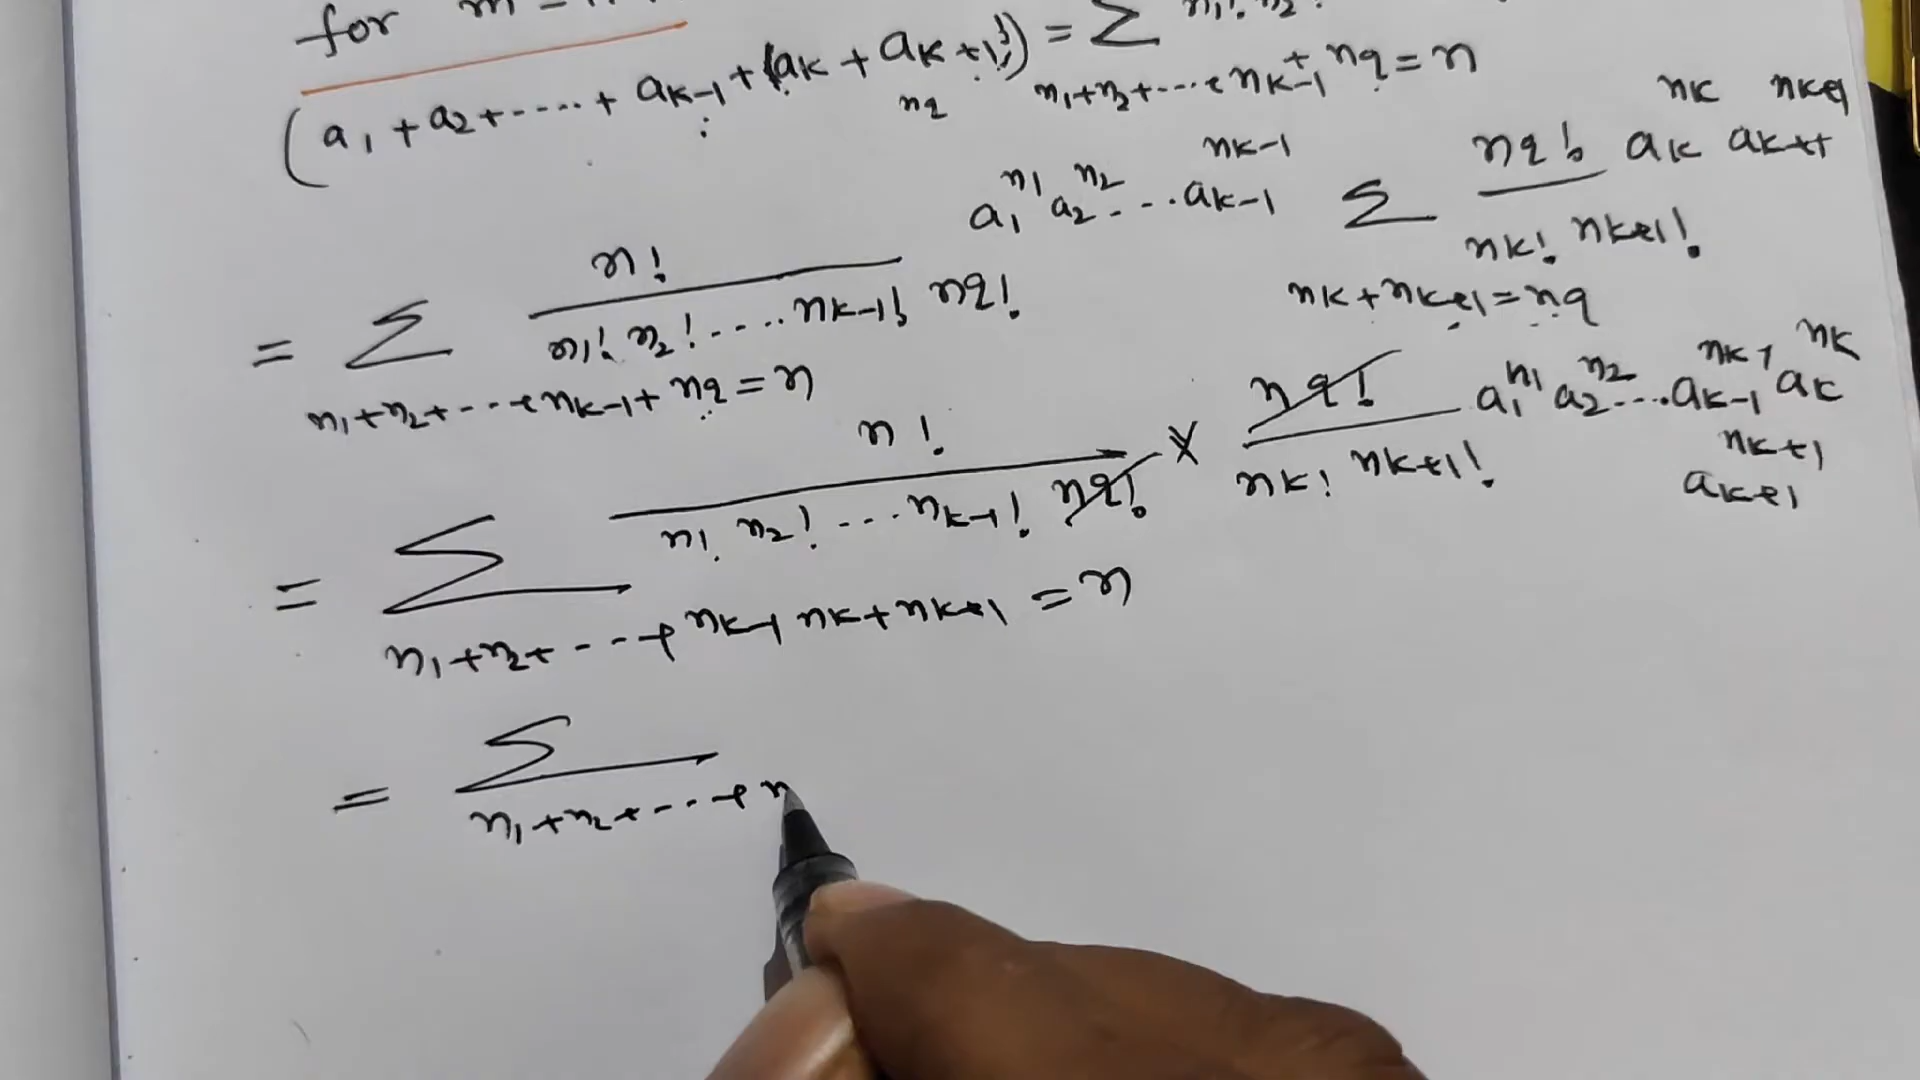 for m
(a1 + a2 + ..... + ak-1 + {ak + ak+1}) = Σ n1! n2!
nq
n1+n2+...+nk-1+nq = n
a1^n1 a2^n2 ... ak-1^nk-1 Σ nq! ak^nk ak+1^nk+1
nk! nk+1!
nk+nk+1=nq
= Σ n!
n1! n2! .... nk-1! nq!
n1+n2+...+nk-1+nq = n
= Σ n! × nq! a1^n1 a2^n2 ... ak-1^nk-1 ak^nk
n1! n2! ... nk-1! nq! nk! nk+1! ak+1^nk+1
n1+n2+...+nk-1 nk+nk+1 = n
= Σ
n1+n2+...+n